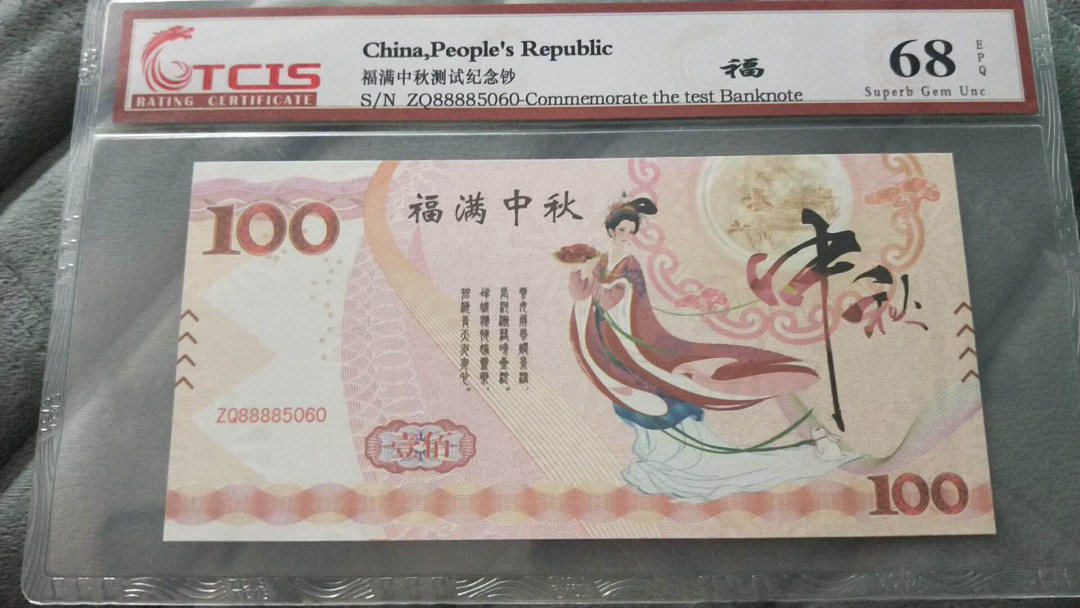 TCIS
RATING CERTIFICATE
China,People's Republic
福满中秋测试纪念钞
S/N ZQ88885060-Commemorate the test Banknote
福
68
EPQ
Superb Gem Unc
100
福满中秋
中秋
ZQ88885060
壹佰
100